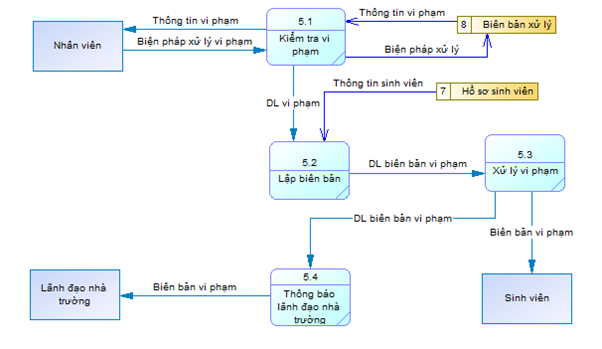 Thông tin vi phạm
5.1
Thông tin vi phạm
8 Biên bản xử lý
Nhân viên
Biện pháp xử lý vi phạm
Kiểm tra vi
phạm
Biện pháp xử lý
DL vi phạm
Thông tin sinh viên
7 Hồ sơ sinh viên
5.2
Lập biên bản
DL biên bản vi phạm
5.3
Xử lý vi phạm
DL biên bản vi phạm
Biên bản vi phạm
Lãnh đạo nhà
trường
Biên bản vi phạm
5.4
Thông báo
lãnh đạo nhà
trường
Sinh viên